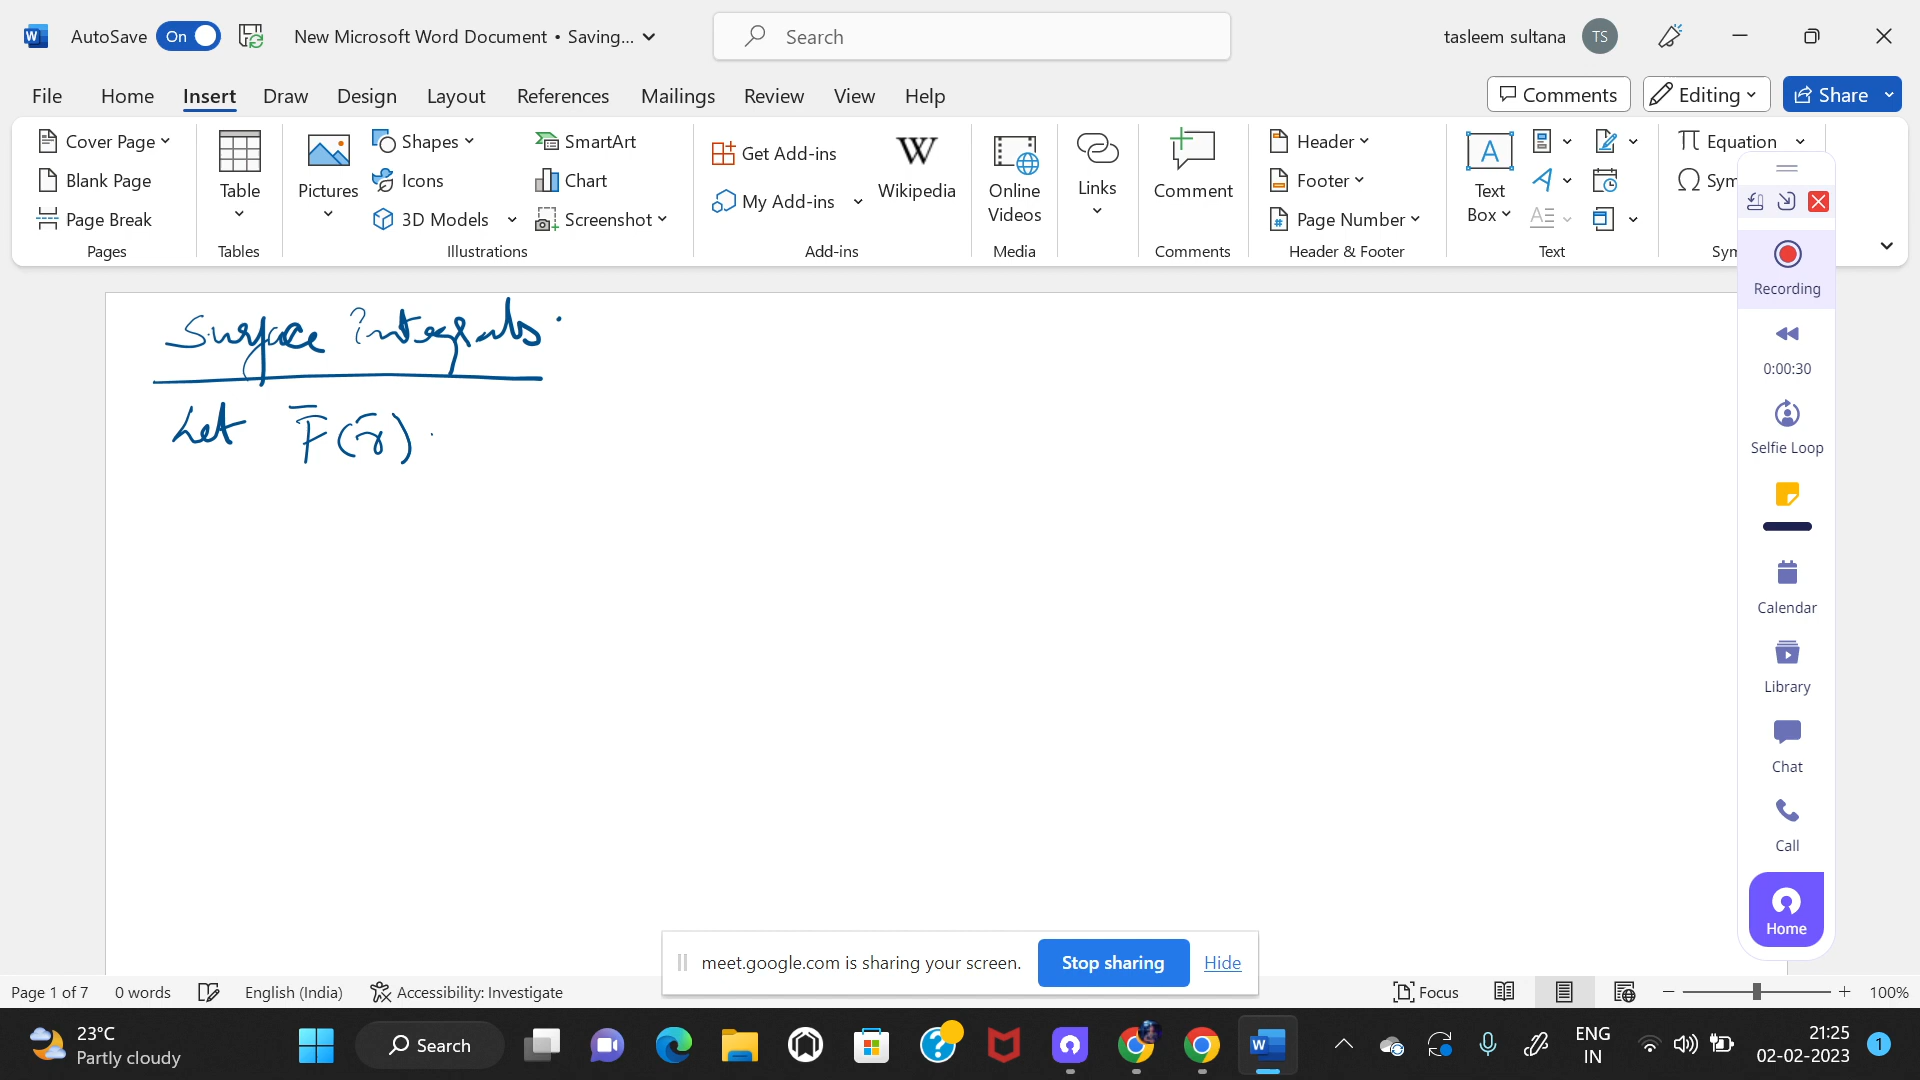 AutoSave On New Microsoft Word Document • Saving... Search tasleem sultana TS
File Home Insert Draw Design Layout References Mailings Review View Help Comments Editing Share
Cover Page
Blank Page
Page Break
Pages
Table
Tables
Pictures
Shapes
Icons
3D Models
SmartArt
Chart
Screenshot
Illustrations
Get Add-ins
My Add-ins
W
Wikipedia
Add-ins
Online
Videos
Media
Links
Comment
Comments
Header
Footer
Page Number
Header & Footer
A
Text
Box
Text
Equation
Sym
Sym
Recording
0:00:30
Selfie Loop
Calendar
Library
Chat
Call
Home
Surface integrals.
Let F̅(r̅)
meet.google.com is sharing your screen. Stop sharing Hide
Page 1 of 7 0 words English (India) Accessibility: Investigate Focus 100%
23°C
Partly cloudy
Search
ENG
IN
21:25
02-02-2023
1